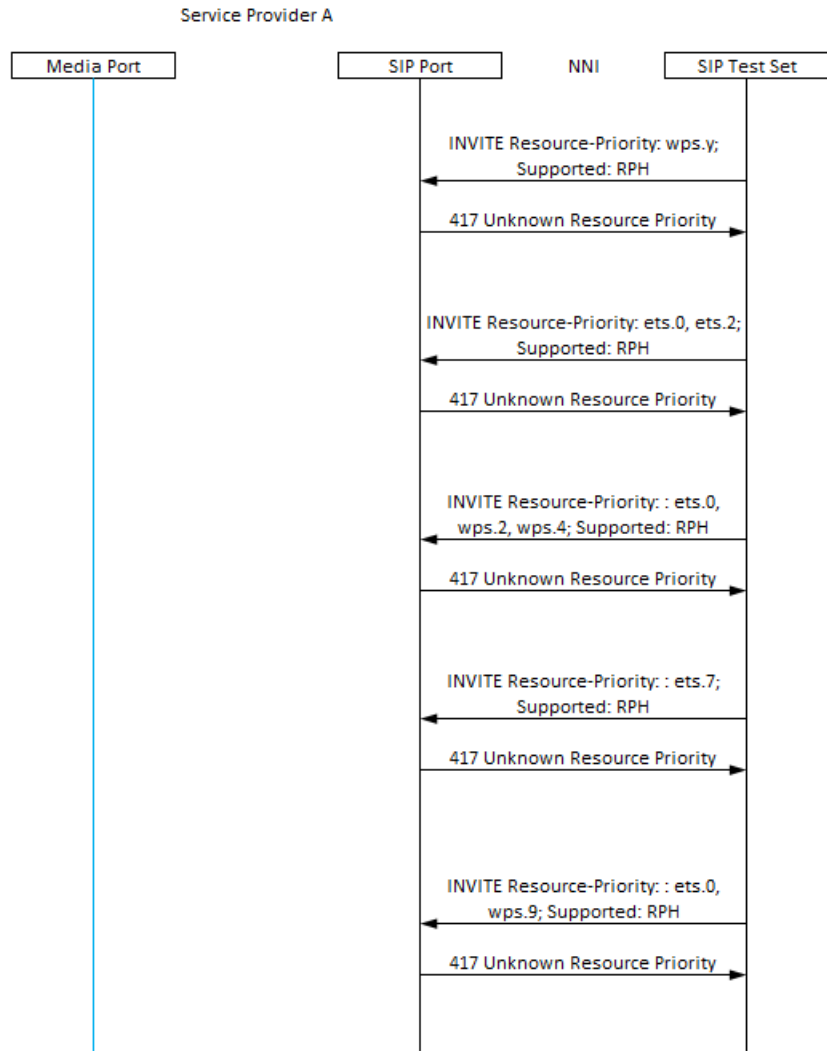 Service Provider A
Media Port
SIP Port
NNI
SIP Test Set
INVITE Resource-Priority: wps.y;
Supported: RPH
417 Unknown Resource Priority
INVITE Resource-Priority: ets.0, ets.2;
Supported: RPH
417 Unknown Resource Priority
INVITE Resource-Priority: : ets.0,
wps.2, wps.4; Supported: RPH
417 Unknown Resource Priority
INVITE Resource-Priority: : ets.7;
Supported: RPH
417 Unknown Resource Priority
INVITE Resource-Priority: : ets.0,
wps.9; Supported: RPH
417 Unknown Resource Priority